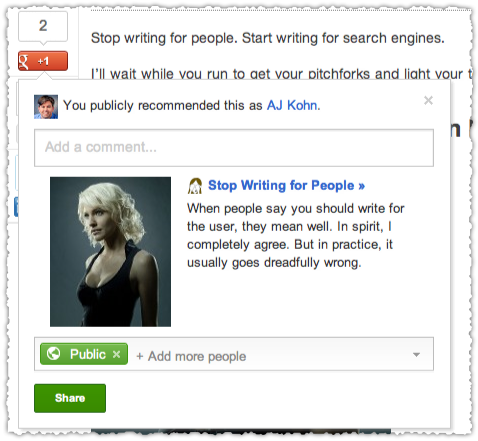 2
Stop writing for people. Start writing for search engines.
+1
I'll wait while you run to get your pitchforks and light your
You publicly recommended this as AJ Kohn.
×
Add a comment...
Stop Writing for People »
When people say you should write for
the user, they mean well. In spirit, I
completely agree. But in practice, it
usually goes dreadfully wrong.
Public × + Add more people
Share